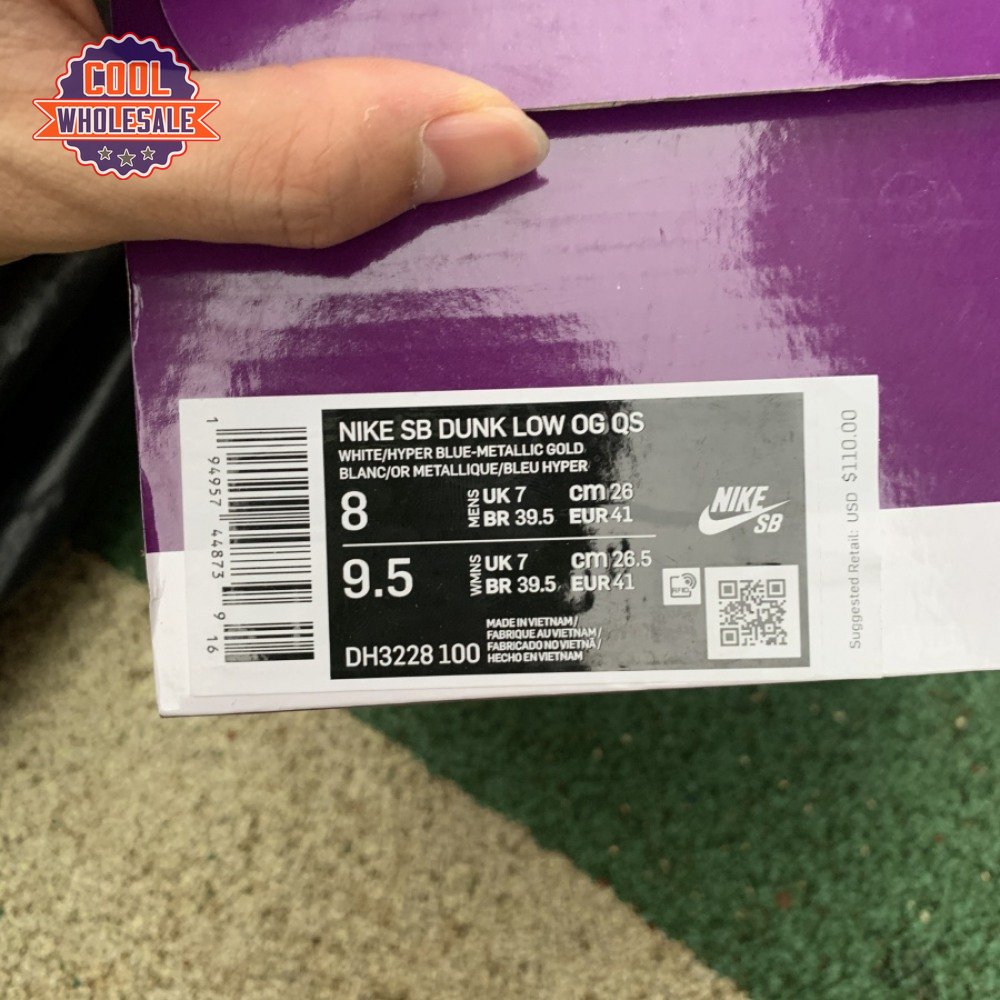 COOL
WHOLESALE
NIKE SB DUNK LOW OG QS
WHITE/HYPER BLUE-METALLIC GOLD
BLANC/OR METALLIQUE/BLEU HYPER
8
MENS
UK 7 cm 26
BR 39.5 EUR 41
9.5
WMNS
UK 7 cm 26.5
BR 39.5 EUR 41
DH3228 100
MADE IN VIETNAM/
FABRIQUE AU VIETNAM/
FABRICADO NO VIETNÃ/
HECHO EN VIETNAM
NIKE
SB
RFID
1 94957 44873 9 16
Suggested Retail: USD $110.00